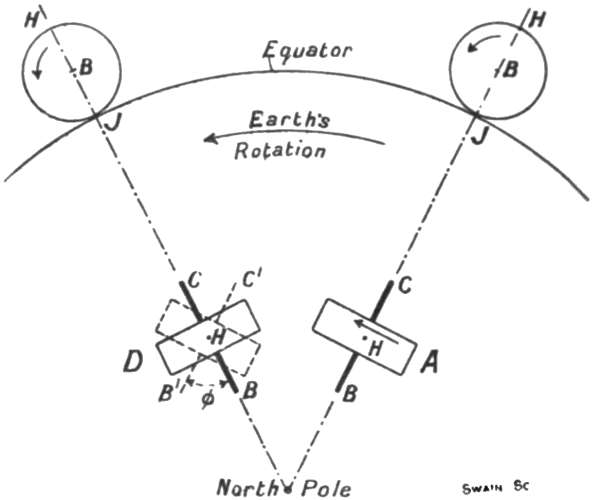 H'
H
Equator
B
B
J
Earth's
Rotation
J
C
C'
C
H
H
D
A
B'
φ
B
B
North Pole
SWAIN SC